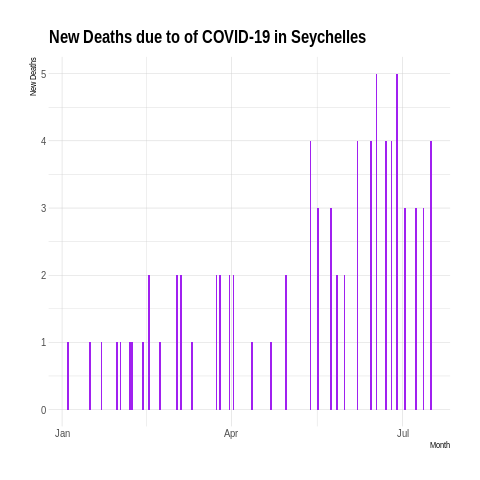 New Deaths due to of COVID-19 in Seychelles
New Deaths
5
4
3
2
1
0
Jan
Apr
Jul
Month